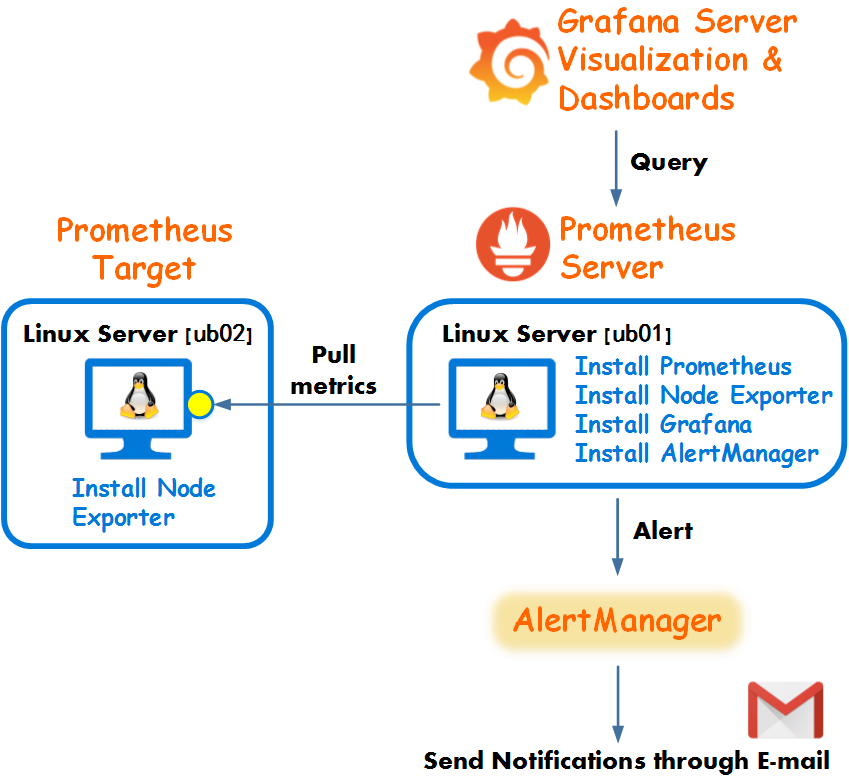 Grafana Server
Visualization &
Dashboards
Query
Prometheus
Target
Prometheus
Server
Linux Server [ub02]
Install Node
Exporter
Pull
metrics
Linux Server [ub01]
Install Prometheus
Install Node Exporter
Install Grafana
Install AlertManager
Alert
AlertManager
Send Notifications through E-mail